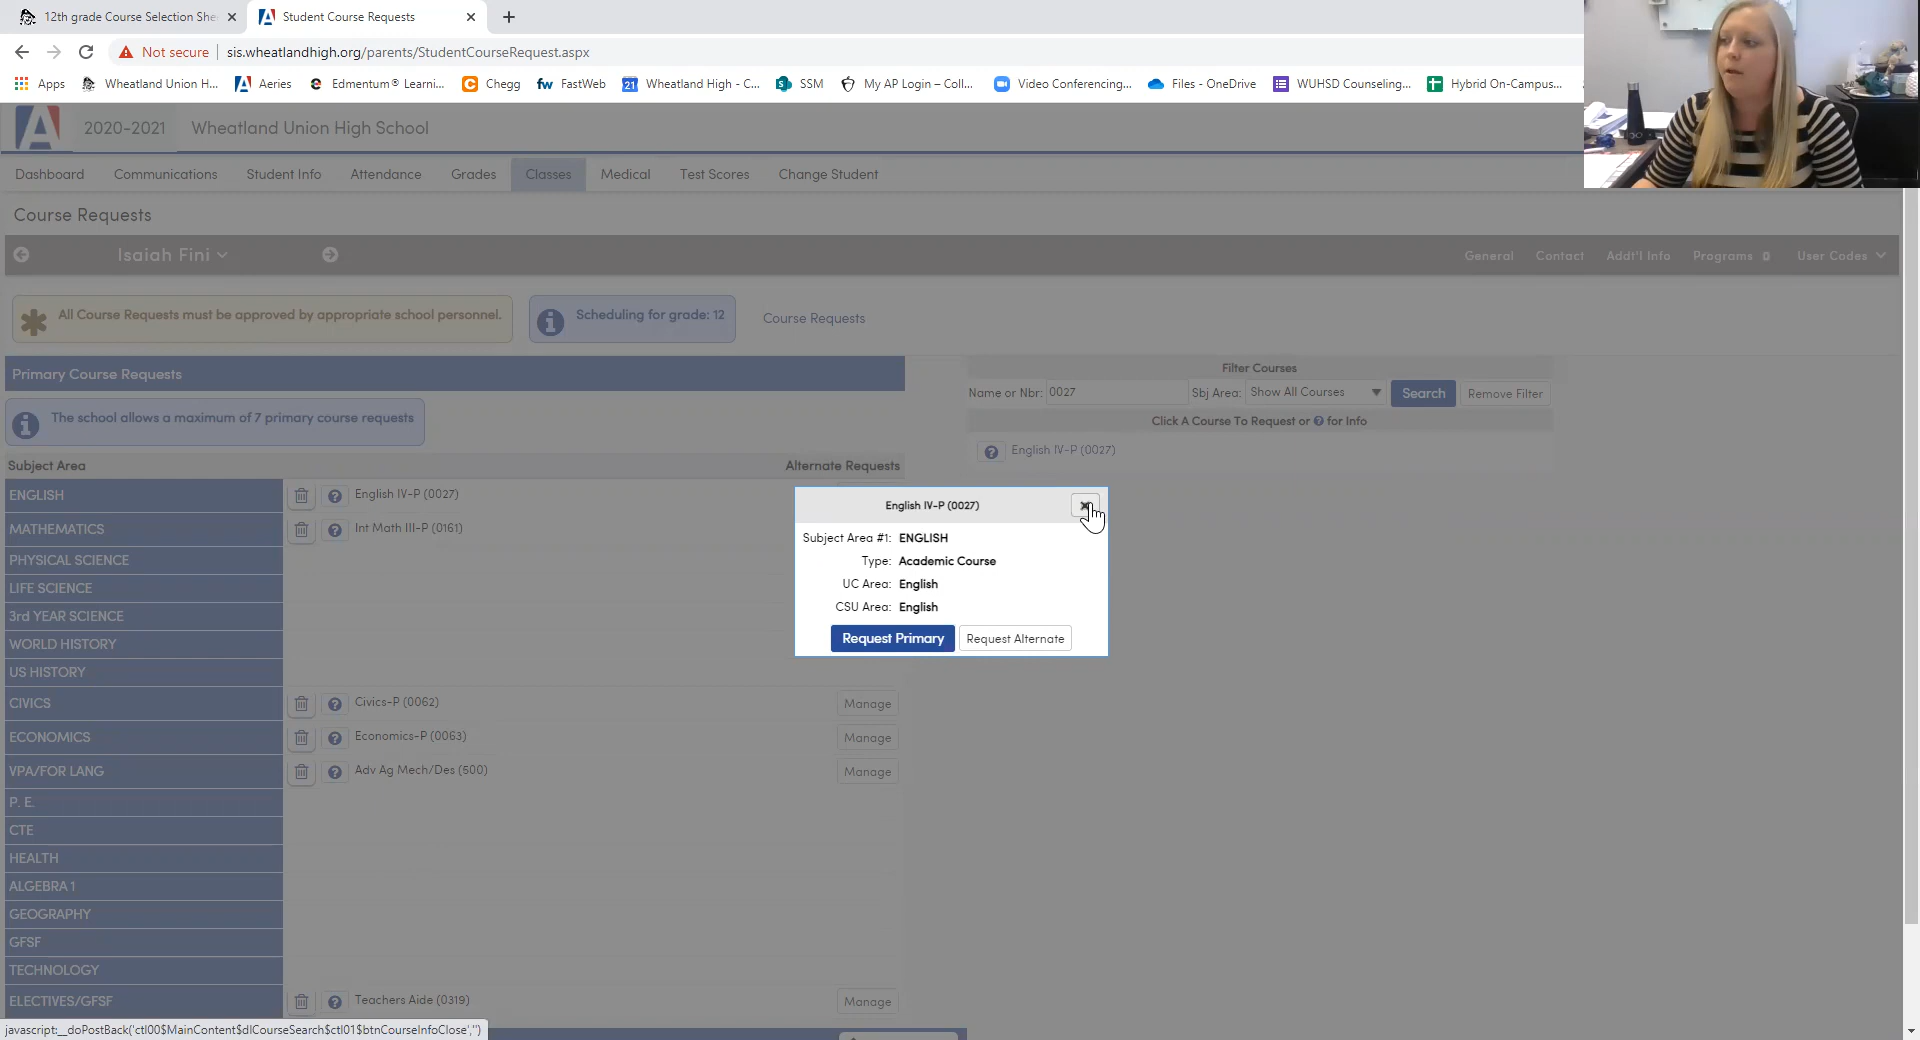 12th grade Course Selection She
Student Course Requests
Not secure
sis.wheatlandhigh.org/parents/StudentCourseRequest.aspx
Apps
Wheatland Union H...
Aeries
Edmentum® Learni...
Chegg
FastWeb
21
Wheatland High - C...
SSM
My AP Login – Coll...
Video Conferencing...
Files - OneDrive
WUHSD Counseling...
Hybrid On-Campus...
2020-2021
Wheatland Union High School
Dashboard
Communications
Student Info
Attendance
Grades
Classes
Medical
Test Scores
Change Student
Course Requests
Isaiah Fini
General
Contact
Addt'l Info
Programs 0
User Codes
All Course Requests must be approved by appropriate school personnel.
Scheduling for grade: 12
Course Requests
Primary Course Requests
The school allows a maximum of 7 primary course requests
Subject Area
Alternate Requests
ENGLISH
English IV-P (0027)
MATHEMATICS
Int Math III-P (0161)
PHYSICAL SCIENCE
LIFE SCIENCE
3rd YEAR SCIENCE
WORLD HISTORY
US HISTORY
CIVICS
Civics-P (0062)
Manage
ECONOMICS
Economics-P (0063)
Manage
VPA/FOR LANG
Adv Ag Mech/Des (500)
Manage
P. E.
CTE
HEALTH
ALGEBRA 1
GEOGRAPHY
GFSF
TECHNOLOGY
ELECTIVES/GFSF
Teachers Aide (0319)
Manage
Filter Courses
Name or Nbr: 0027
Sbj Area: Show All Courses
Search
Remove Filter
Click A Course To Request or ? for Info
English IV-P (0027)
English IV-P (0027)
Subject Area #1: ENGLISH
Type: Academic Course
UC Area: English
CSU Area: English
Request Primary
Request Alternate
javascript:__doPostBack('ctl00$MainContent$dlCourseSearch$ctl01$btnCourseInfoClose','')